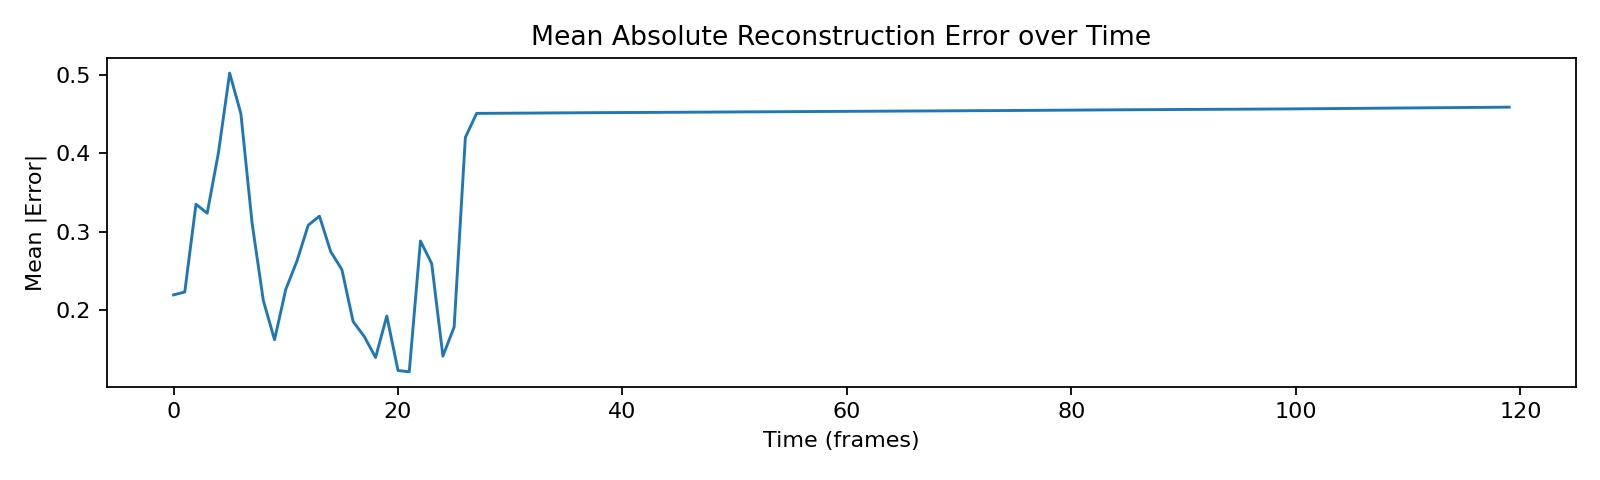 Mean Absolute Reconstruction Error over Time
Mean |Error|
0.5
0.4
0.3
0.2
0 20 40 60 80 100 120
Time (frames)